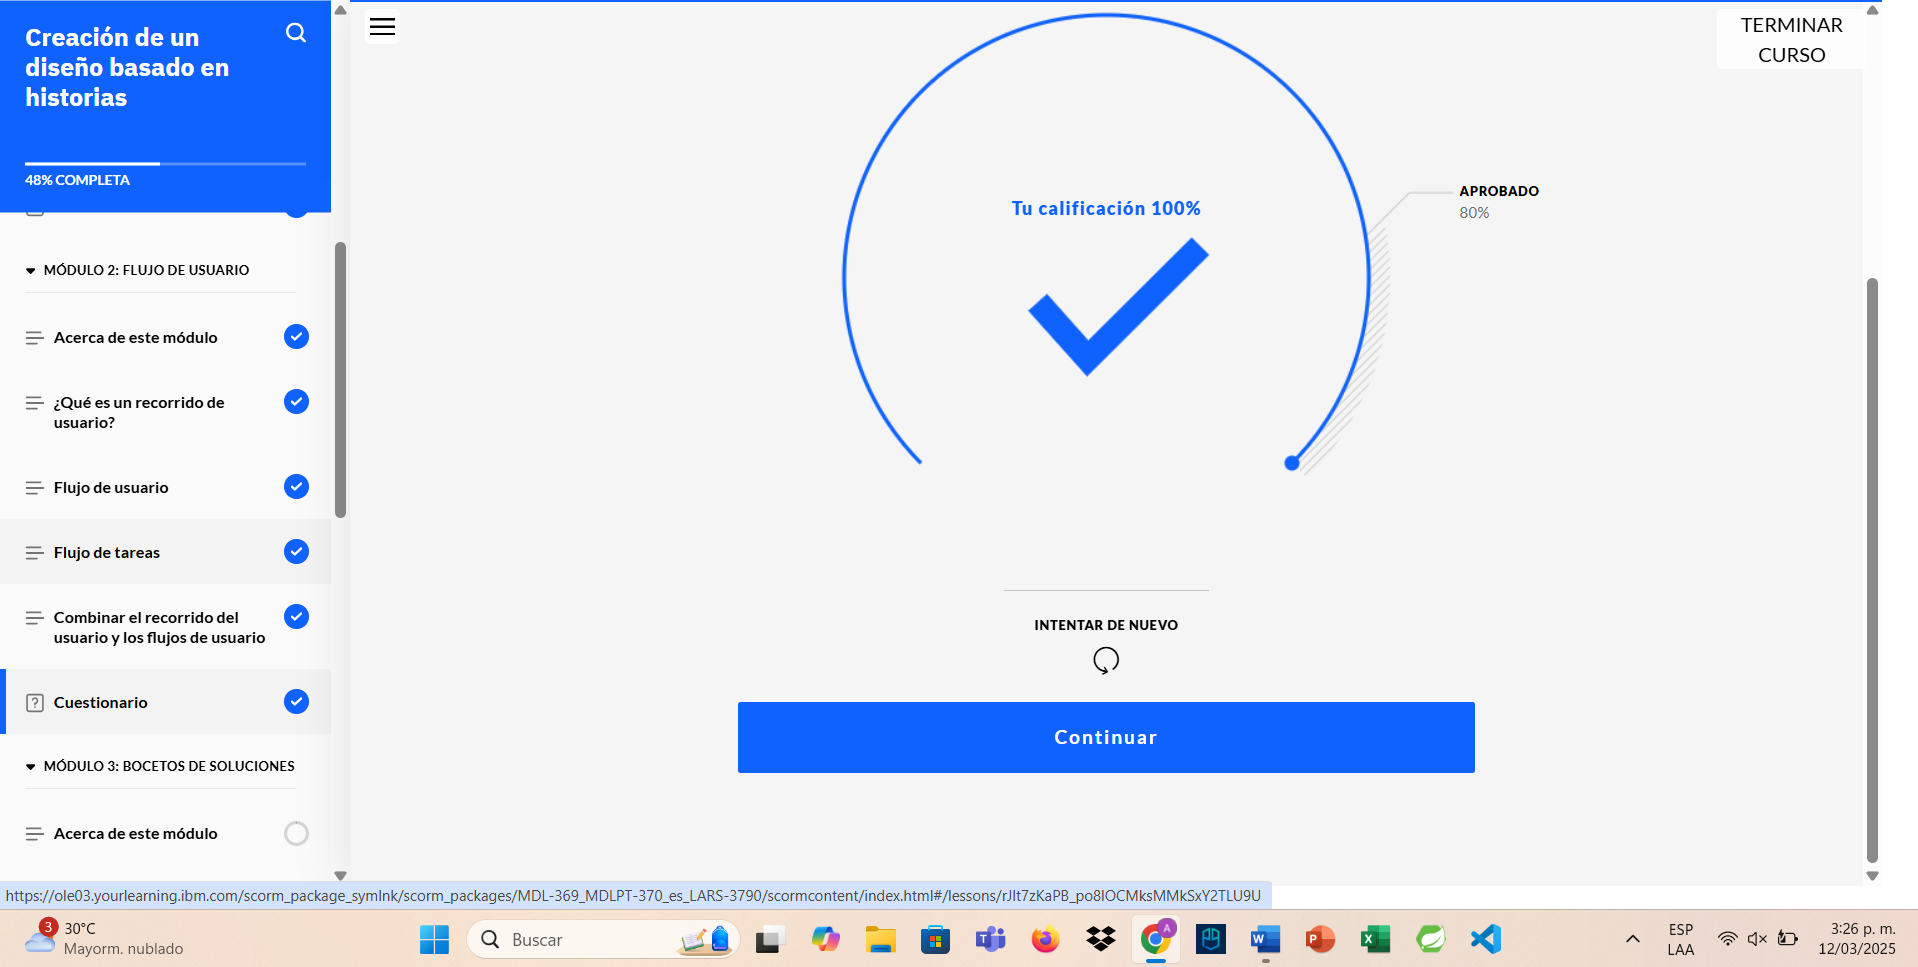 Creación de un
diseño basado en
historias
48% COMPLETA
MÓDULO 2: FLUJO DE USUARIO
Acerca de este módulo
¿Qué es un recorrido de
usuario?
Flujo de usuario
Flujo de tareas
Combinar el recorrido del
usuario y los flujos de usuario
Cuestionario
MÓDULO 3: BOCETOS DE SOLUCIONES
Acerca de este módulo
TERMINAR
CURSO
Tu calificación 100%
APROBADO
80%
INTENTAR DE NUEVO
Continuar
https://ole03.yourlearning.ibm.com/scorm_package_symlnk/scorm_packages/MDL-369_MDLPT-370_es_LARS-3790/scormcontent/index.html#/lessons/rJIt7zKaPB_po8IOCMksMMkSxY2TLU9U
3
30°C
Mayorm. nublado
Buscar
A
ESP
LAA
3:26 p. m.
12/03/2025